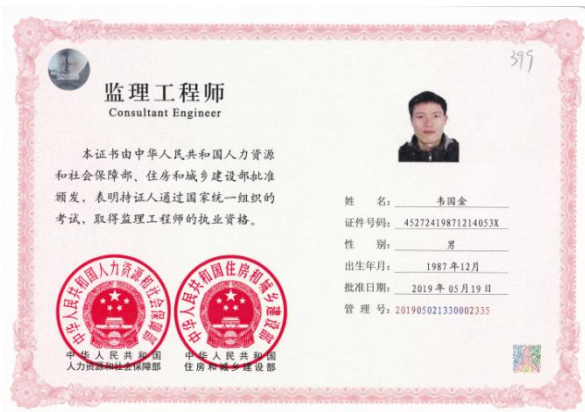 399
监理工程师
Consultant Engineer
本证书由中华人民共和国人力资源
和社会保障部、住房和城乡建设部批准
颁发，表明持证人通过国家统一组织的
考试，取得监理工程师的执业资格。
姓 名： 韦国金
证件号码： 45272419871214053X
性 别： 男
出生年月： 1987年12月
批准日期： 2019年05月19日
管 理 号： 201905021330002335
中华人民共和国人力资源和社会保障部
中华人民共和国住房和城乡建设部
中华人民共和国
人力资源和社会保障部
中华人民共和国
住房和城乡建设部